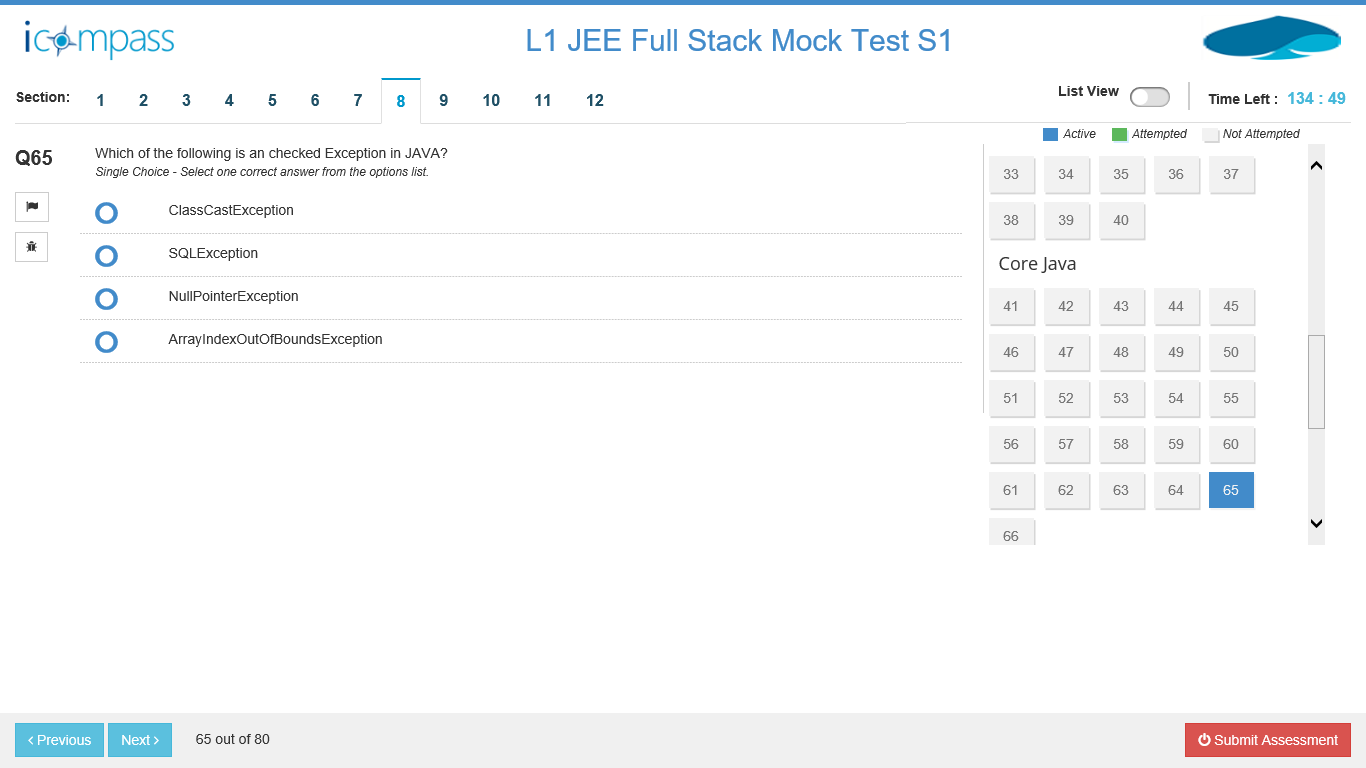 icompass
L1 JEE Full Stack Mock Test S1
Section: 1 2 3 4 5 6 7 8 9 10 11 12
List View
Time Left : 134 : 49
Active Attempted Not Attempted
Q65
Which of the following is an checked Exception in JAVA?
Single Choice - Select one correct answer from the options list.
ClassCastException
SQLException
NullPointerException
ArrayIndexOutOfBoundsException
33 34 35 36 37
38 39 40
Core Java
41 42 43 44 45
46 47 48 49 50
51 52 53 54 55
56 57 58 59 60
61 62 63 64 65
66
‹ Previous
Next ›
65 out of 80
Submit Assessment